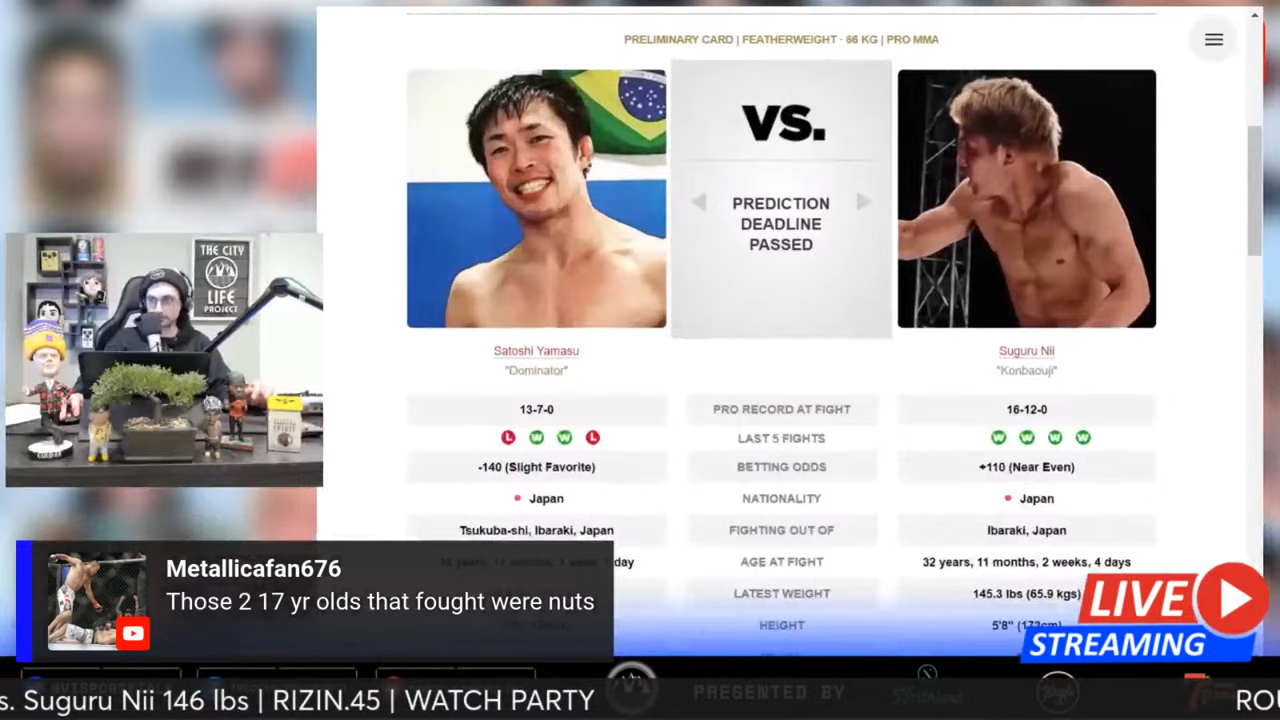 PRELIMINARY CARD | FEATHERWEIGHT · 66 KG | PRO MMA
VS.
PREDICTION
DEADLINE
PASSED
THE CITY
LIFE
PROJECT
Satoshi Yamasu
Suguru Nii
"Dominator"
"Konbaouji"
13-7-0
PRO RECORD AT FIGHT
16-12-0
L W W L
LAST 5 FIGHTS
W W W W
-140 (Slight Favorite)
BETTING ODDS
+110 (Near Even)
Japan
NATIONALITY
Japan
Tsukuba-shi, Ibaraki, Japan
FIGHTING OUT OF
Ibaraki, Japan
day
AGE AT FIGHT
32 years, 11 months, 2 weeks, 4 days
LATEST WEIGHT
145.3 lbs (65.9 kgs)
HEIGHT
5'8" (173cm)
Metallicafan676
Those 2 17 yr olds that fought were nuts
LIVE
STREAMING
PRESENTED BY
s. Suguru Nii 146 lbs | RIZIN.45 | WATCH PARTY
ROU